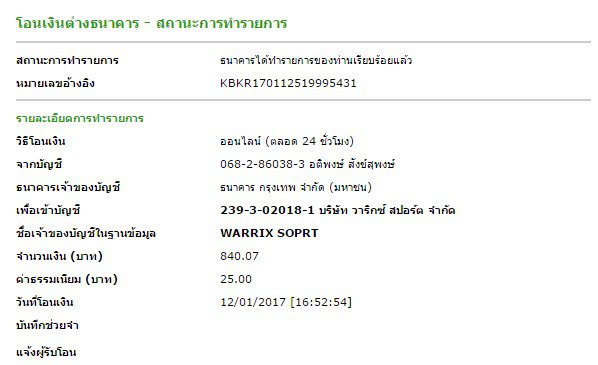 โอนเงินต่างธนาคาร - สถานะการทำรายการ
สถานะการทำรายการ ธนาคารได้ทำรายการของท่านเรียบร้อยแล้ว
หมายเลขอ้างอิง KBKR170112519995431
รายละเอียดการทำรายการ
วิธีโอนเงิน ออนไลน์ (ตลอด 24 ชั่วโมง)
จากบัญชี 068-2-86038-3 อติพงษ์ สังข์สุพงษ์
ธนาคารเจ้าของบัญชี ธนาคาร กรุงเทพ จำกัด (มหาชน)
เพื่อเข้าบัญชี 239-3-02018-1 บริษัท วาริกซ์ สปอร์ต จำกัด
ชื่อเจ้าของบัญชีในฐานข้อมูล WARRIX SOPRT
จำนวนเงิน (บาท) 840.07
ค่าธรรมเนียม (บาท) 25.00
วันที่โอนเงิน 12/01/2017 [16:52:54]
บันทึกช่วยจำ
แจ้งผู้รับโอน